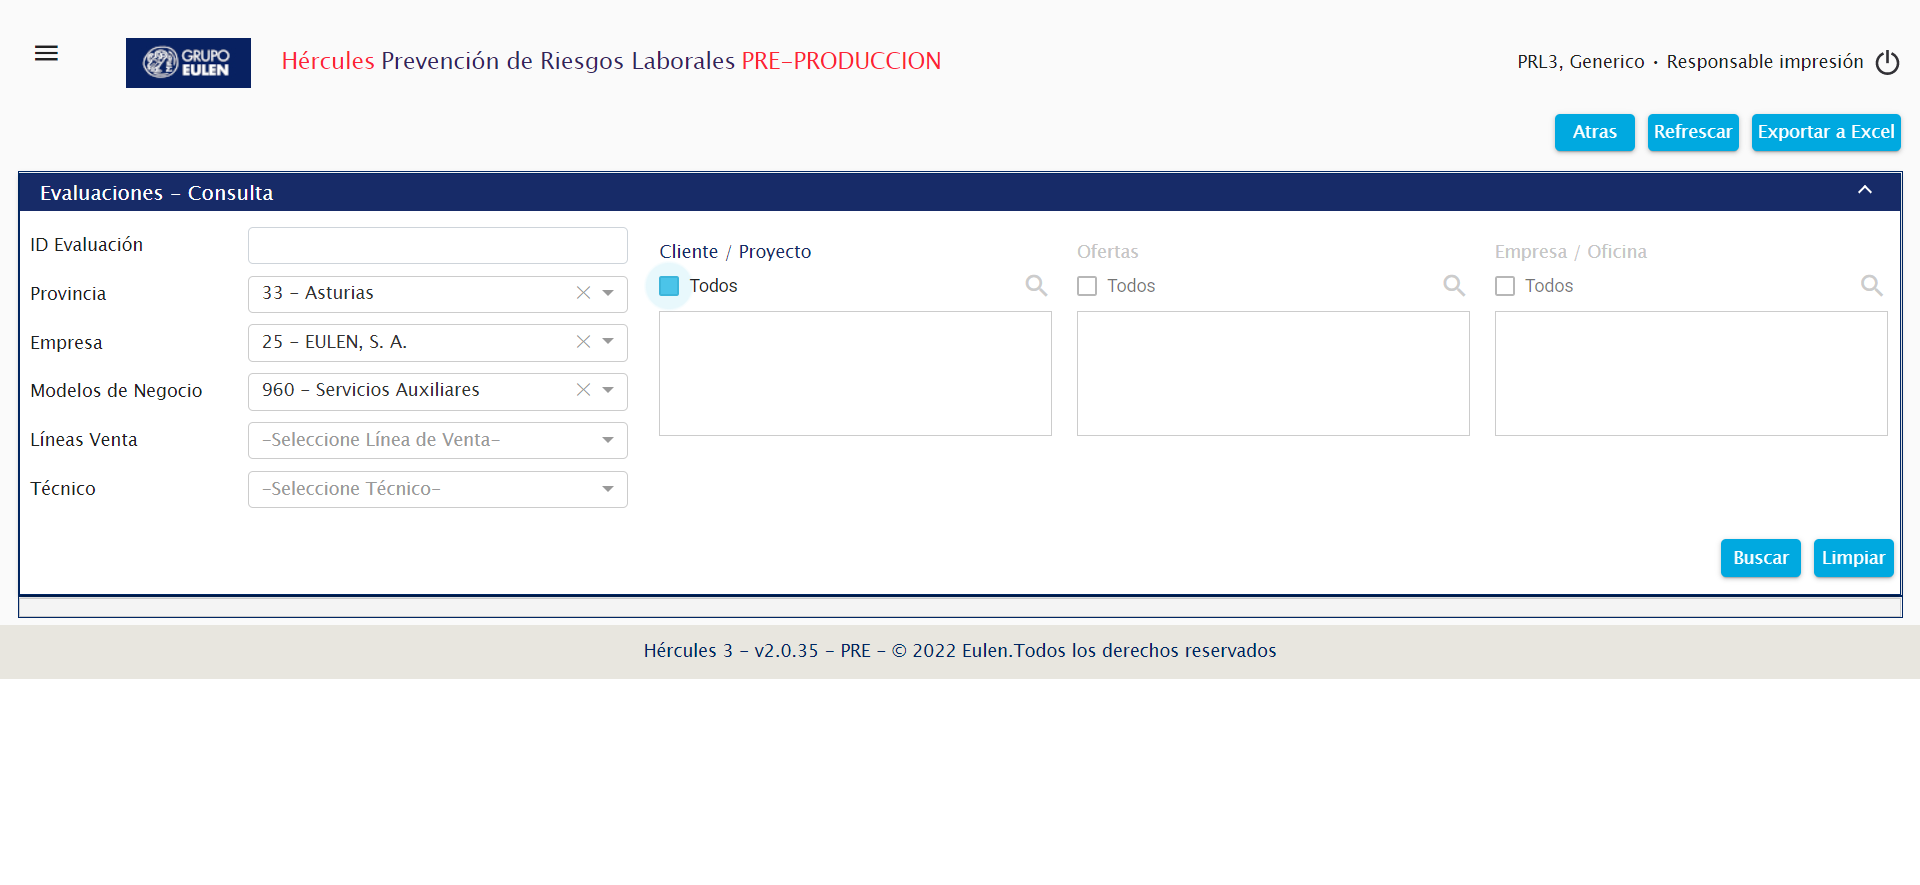 GRUPO
EULEN
Hércules Prevención de Riesgos Laborales PRE-PRODUCCION
PRL3, Generico · Responsable impresión
Atras Refrescar Exportar a Excel
Evaluaciones - Consulta
ID Evaluación
Provincia 33 - Asturias
Empresa 25 - EULEN, S. A.
Modelos de Negocio 960 - Servicios Auxiliares
Líneas Venta -Seleccione Línea de Venta-
Técnico -Seleccione Técnico-
Cliente / Proyecto
Todos
Ofertas
Todos
Empresa / Oficina
Todos
Buscar Limpiar
Hércules 3 - v2.0.35 - PRE - © 2022 Eulen.Todos los derechos reservados